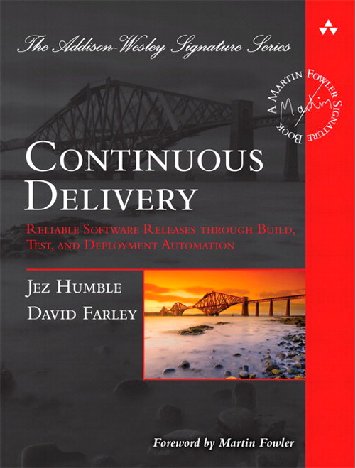 The Addison-Wesley Signature Series
A MARTIN FOWLER SIGNATURE BOOK
Martin
CONTINUOUS
DELIVERY
RELIABLE SOFTWARE RELEASES THROUGH BUILD,
TEST, AND DEPLOYMENT AUTOMATION
JEZ HUMBLE
DAVID FARLEY
Foreword by Martin Fowler